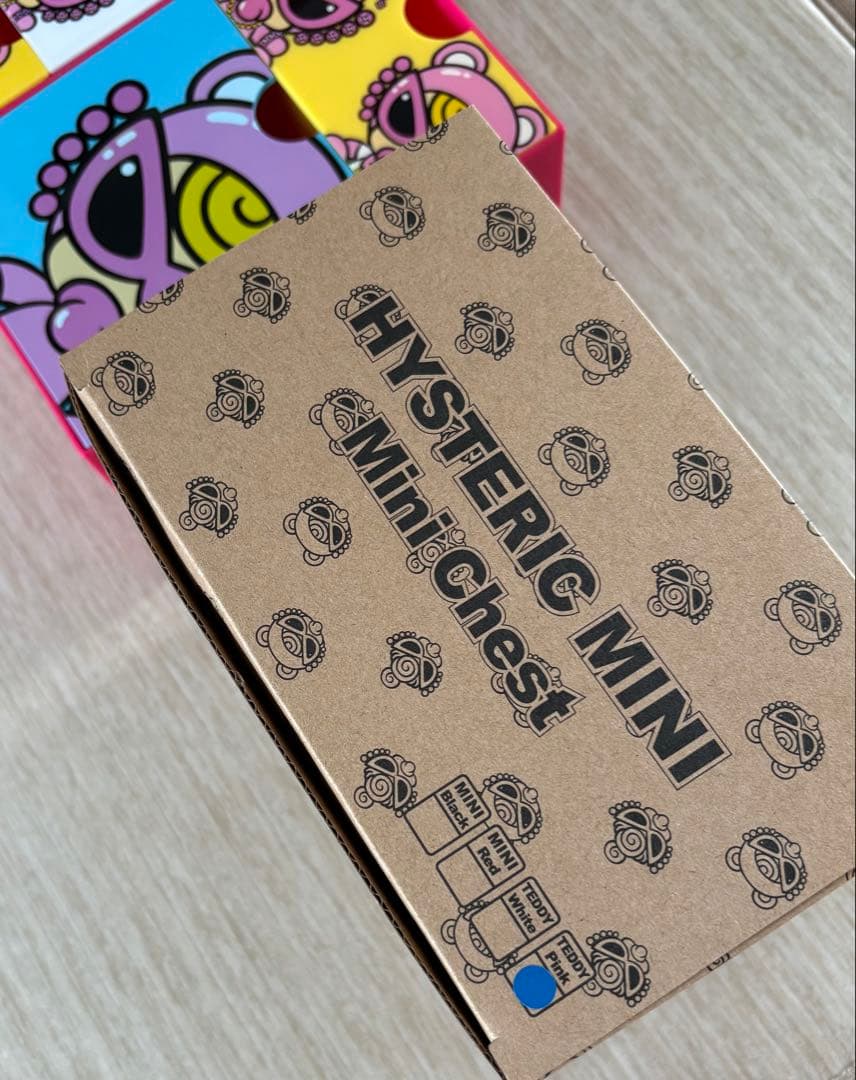 HYSTERIC MINI
Mini Chest
MINI
Black
MINI
Red
TEDDY
White
TEDDY
Pink